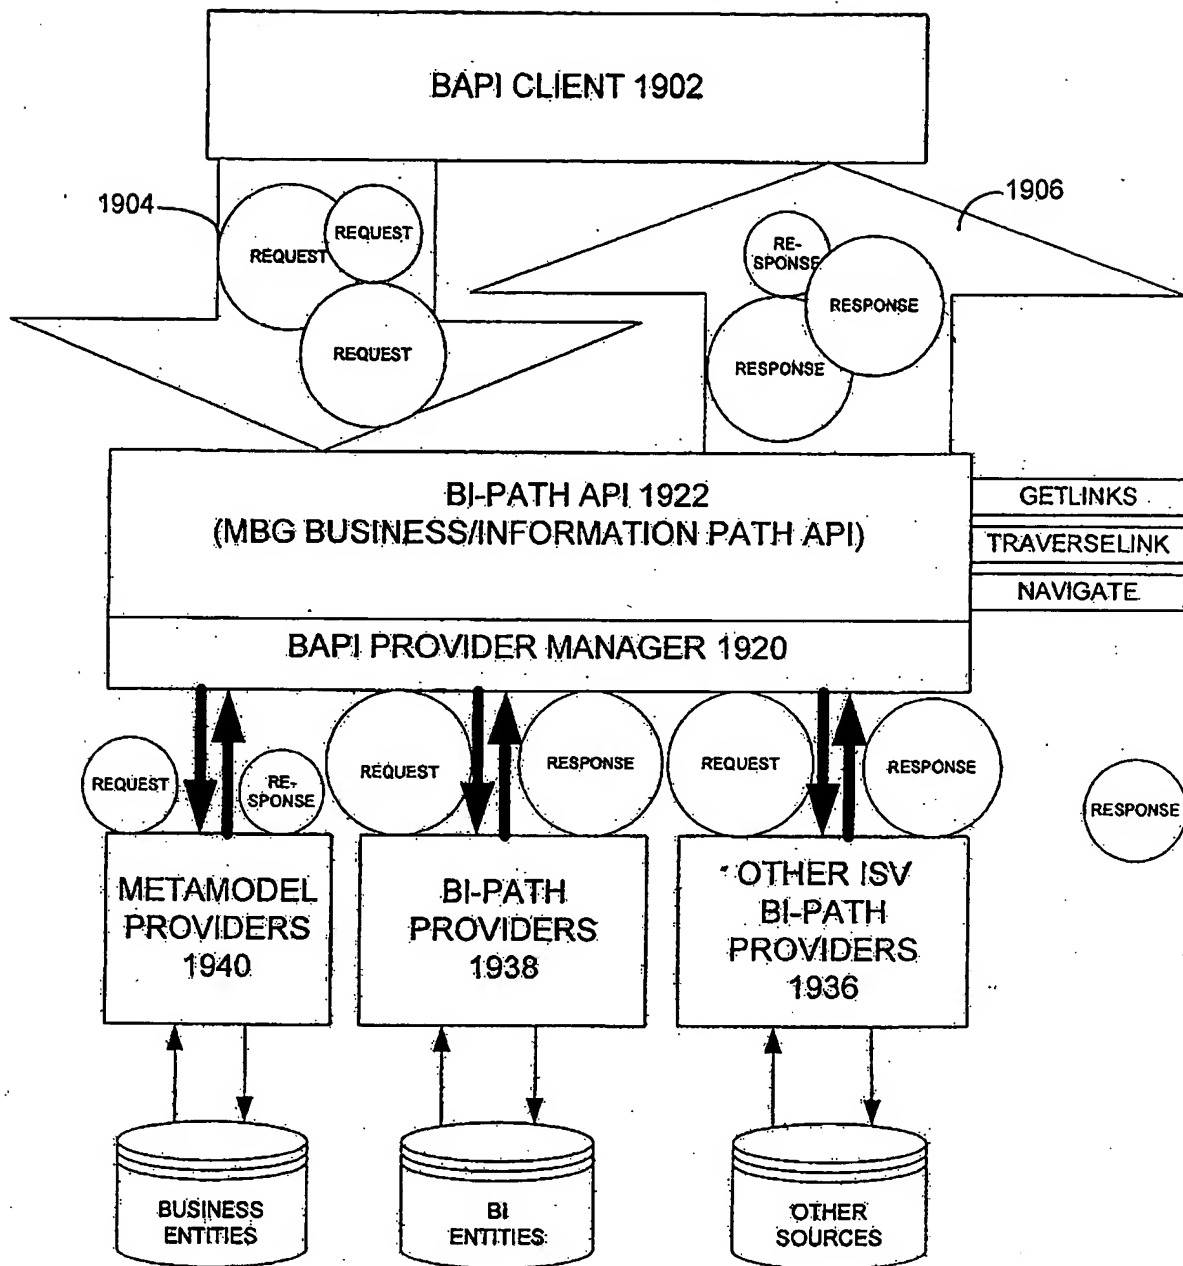 BAPI CLIENT 1902
1904
1906
REQUEST
REQUEST
REQUEST
RE-
SPONSE
RESPONSE
RESPONSE
BI-PATH API 1922
(MBG BUSINESS/INFORMATION PATH API)
GETLINKS
TRAVERSELINK
NAVIGATE
BAPI PROVIDER MANAGER 1920
REQUEST
RE-
SPONSE
REQUEST
RESPONSE
REQUEST
RESPONSE
RESPONSE
METAMODEL
PROVIDERS
1940
BI-PATH
PROVIDERS
1938
OTHER ISV
BI-PATH
PROVIDERS
1936
BUSINESS
ENTITIES
BI
ENTITIES
OTHER
SOURCES